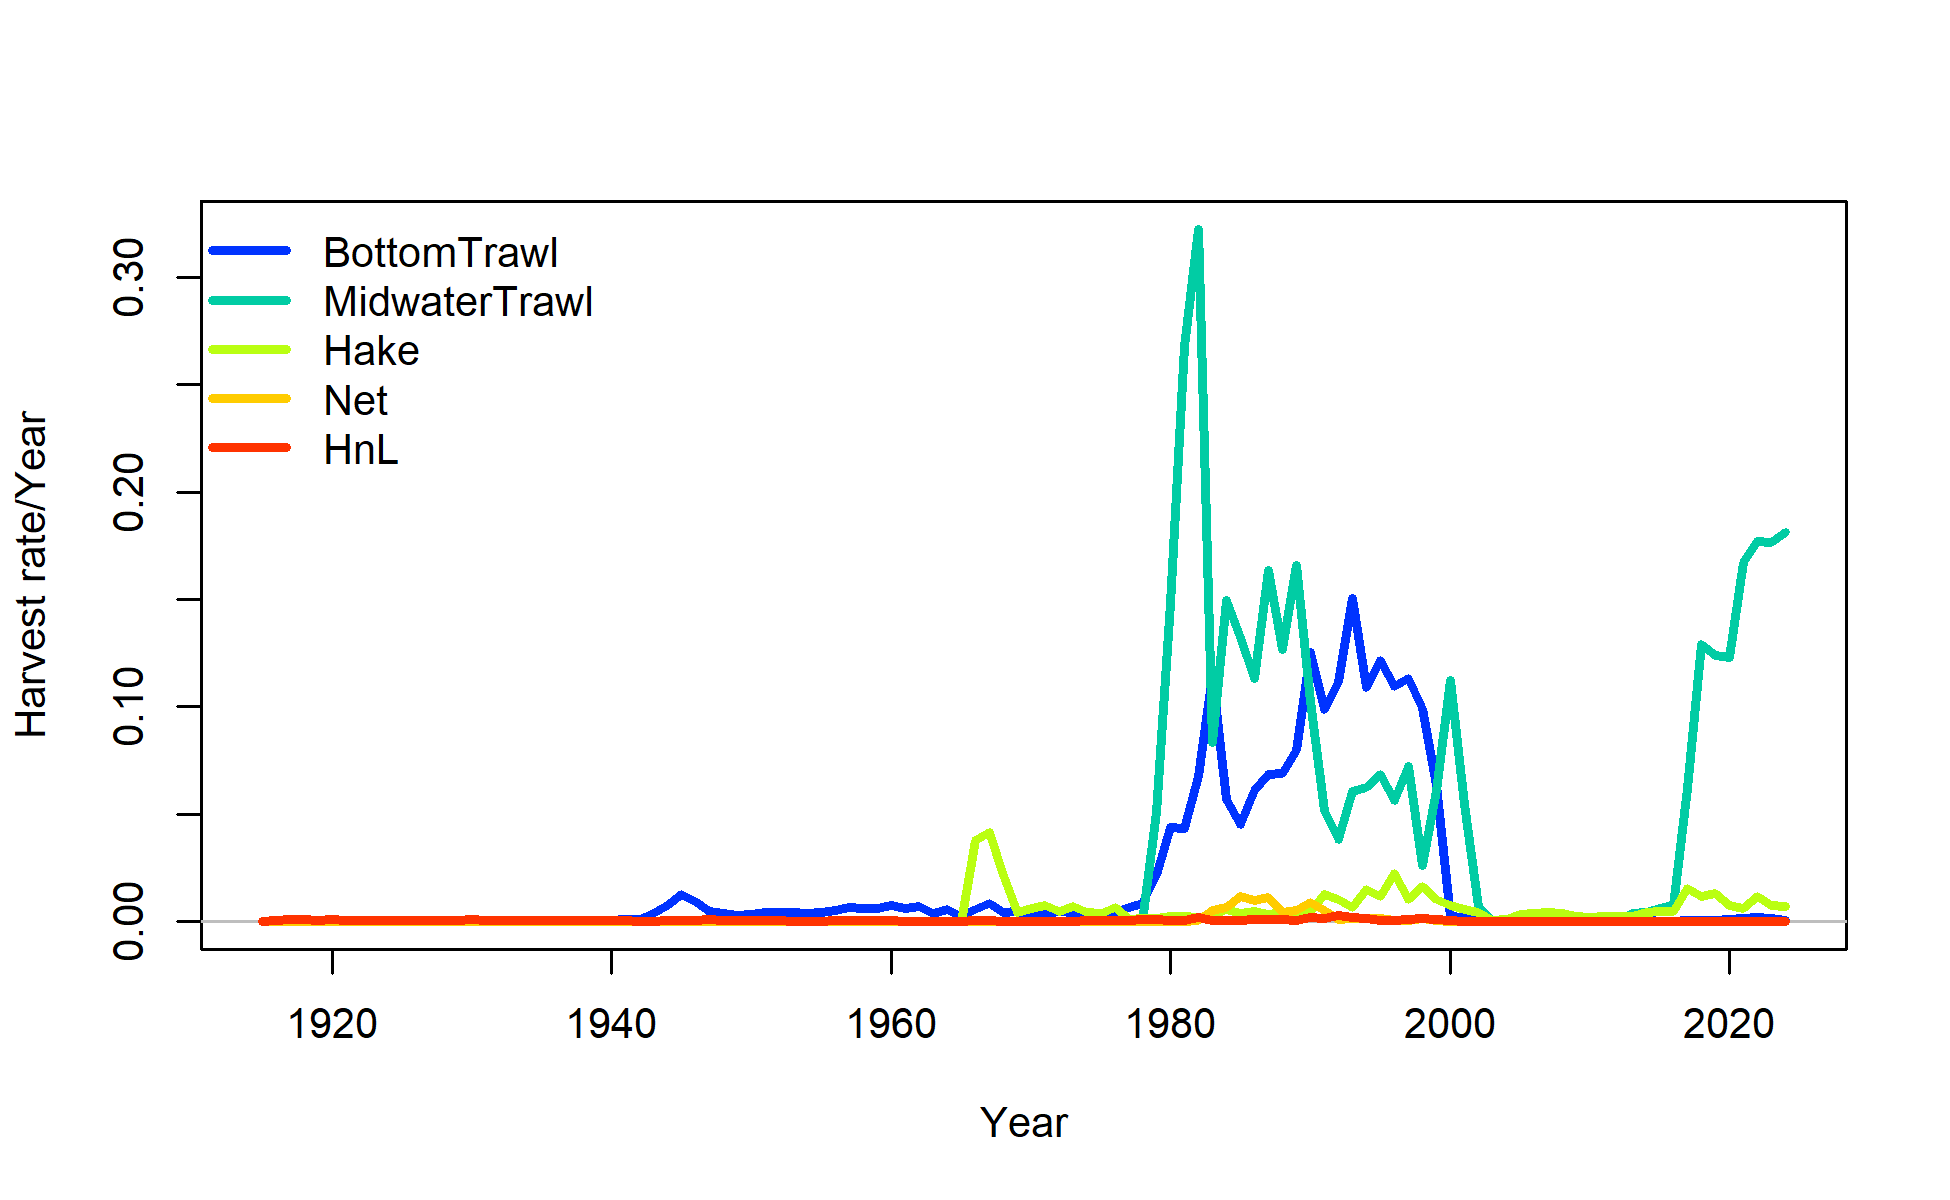 BottomTrawl
MidwaterTrawl
Hake
Net
HnL
Harvest rate/Year
0.30
0.20
0.10
0.00
1920 1940 1960 1980 2000 2020
Year